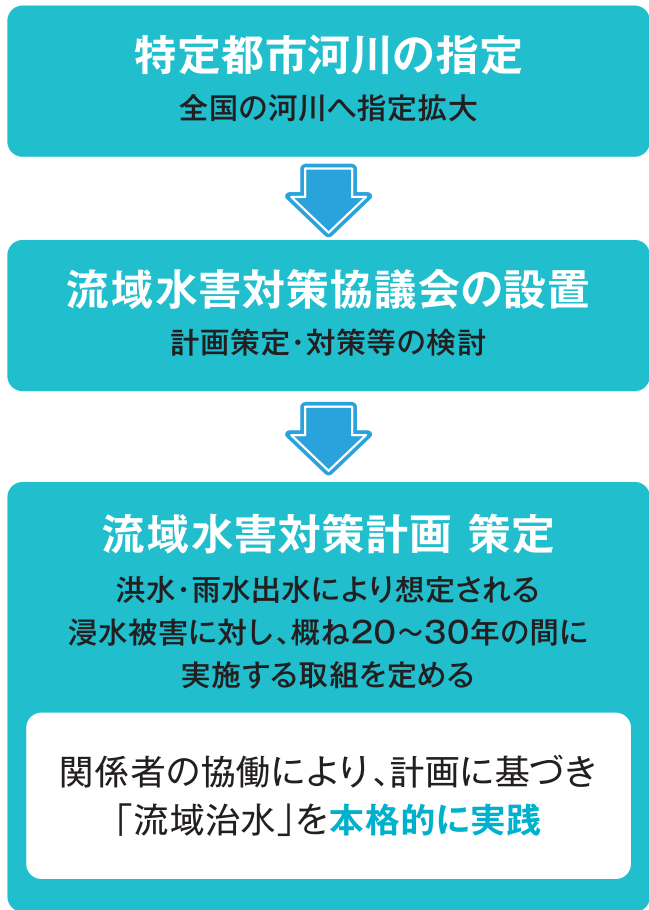 特定都市河川の指定
全国の河川へ指定拡大
流域水害対策協議会の設置
計画策定・対策等の検討
流域水害対策計画 策定
洪水・雨水出水により想定される
浸水被害に対し、概ね20～30年の間に
実施する取組を定める
関係者の協働により、計画に基づき
「流域治水」を本格的に実践